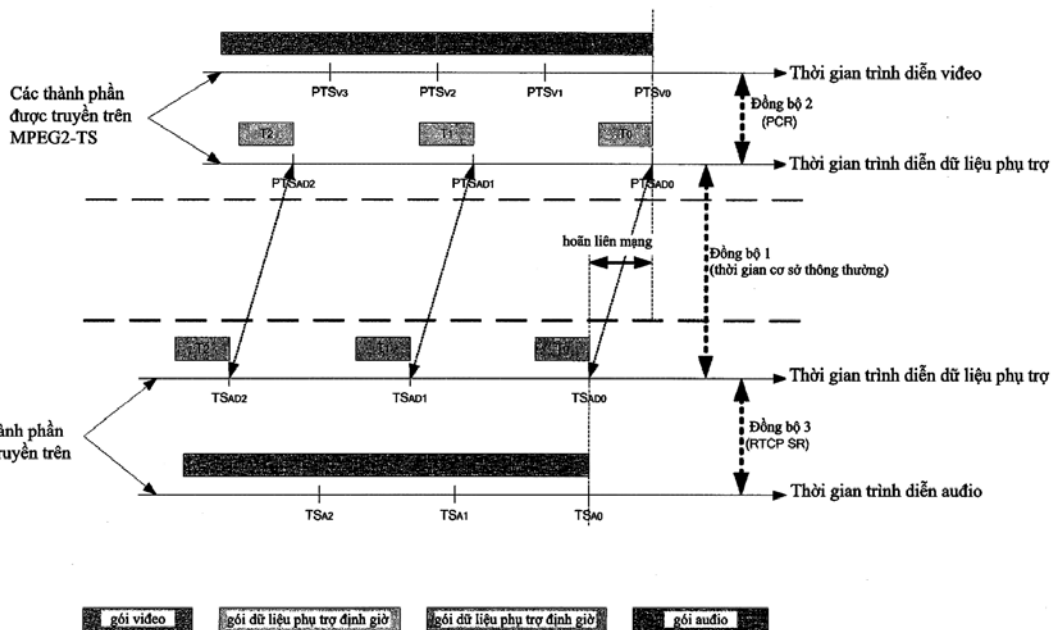 Thời gian trình diễn video
PTSV3 PTSV2 PTSV1 PTSV0
Các thành phần
được truyền trên
MPEG2-TS
Đồng bộ 2
(PCR)
T2 T1 T0
Thời gian trình diễn dữ liệu phụ trợ
PTSAD2 PTSAD1 PTSAD0
hoãn liên mạng
Đồng bộ 1
(thời gian cơ sở thông thường)
T2 T1
Thời gian trình diễn dữ liệu phụ trợ
TSAD2 TSAD1 TSAD0
ành phần
ruyền trên
Đồng bộ 3
(RTCP SR)
Thời gian trình diễn audio
TSA2 TSA1 TSA0
gói video gói dữ liệu phụ trợ định giờ gói dữ liệu phụ trợ định giờ gói audio